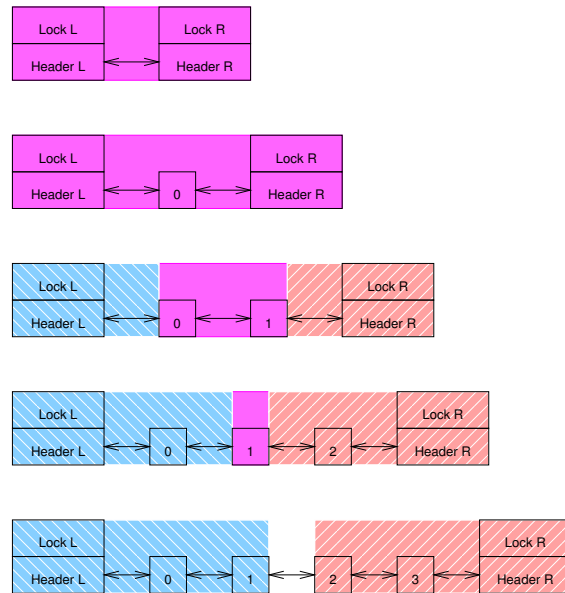 Lock L Lock R
Header L Header R
Lock L Lock R
Header L 0 Header R
Lock L Lock R
Header L 0 1 Header R
Lock L Lock R
Header L 0 1 2 Header R
Lock L Lock R
Header L 0 1 2 3 Header R